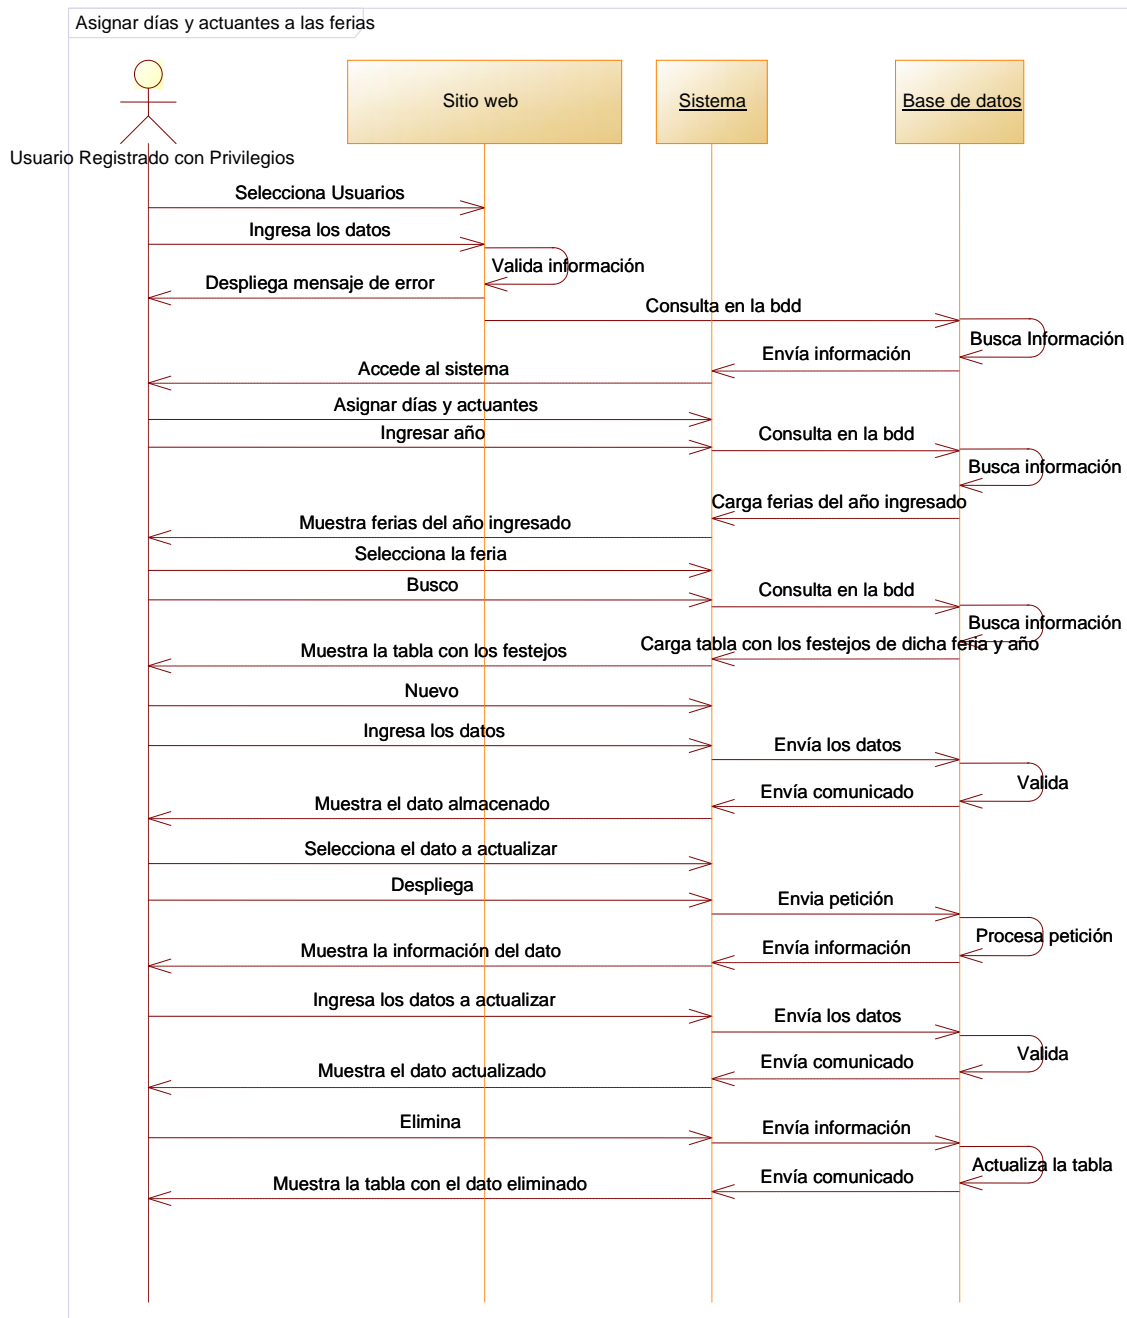 Asignar días y actuantes a las ferias
Sitio web
Sistema
Base de datos
Usuario Registrado con Privilegios
Selecciona Usuarios
Ingresa los datos
Valida información
Despliega mensaje de error
Consulta en la bdd
Busca Información
Envía información
Accede al sistema
Asignar días y actuantes
Ingresar año
Consulta en la bdd
Busca información
Carga ferias del año ingresado
Muestra ferias del año ingresado
Selecciona la feria
Busco
Consulta en la bdd
Busca información
Carga tabla con los festejos de dicha feria y año
Muestra la tabla con los festejos
Nuevo
Ingresa los datos
Envía los datos
Valida
Envía comunicado
Muestra el dato almacenado
Selecciona el dato a actualizar
Despliega
Envia petición
Procesa petición
Envía información
Muestra la información del dato
Ingresa los datos a actualizar
Envía los datos
Valida
Envía comunicado
Muestra el dato actualizado
Elimina
Envía información
Actualiza la tabla
Envía comunicado
Muestra la tabla con el dato eliminado